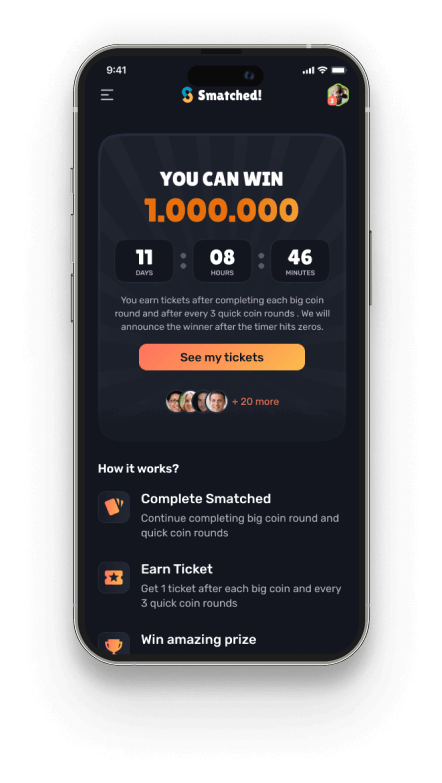 9:41
Smatched!
YOU CAN WIN
1.000.000
11 : 08 : 46
DAYS HOURS MINUTES
You earn tickets after completing each big coin
round and after every 3 quick coin rounds . We will
announce the winner after the timer hits zeros.
See my tickets
+ 20 more
How it works?
Complete Smatched
Continue completing big coin round and
quick coin rounds
Earn Ticket
Get 1 ticket after each big coin and every
3 quick coin rounds
Win amazing prize